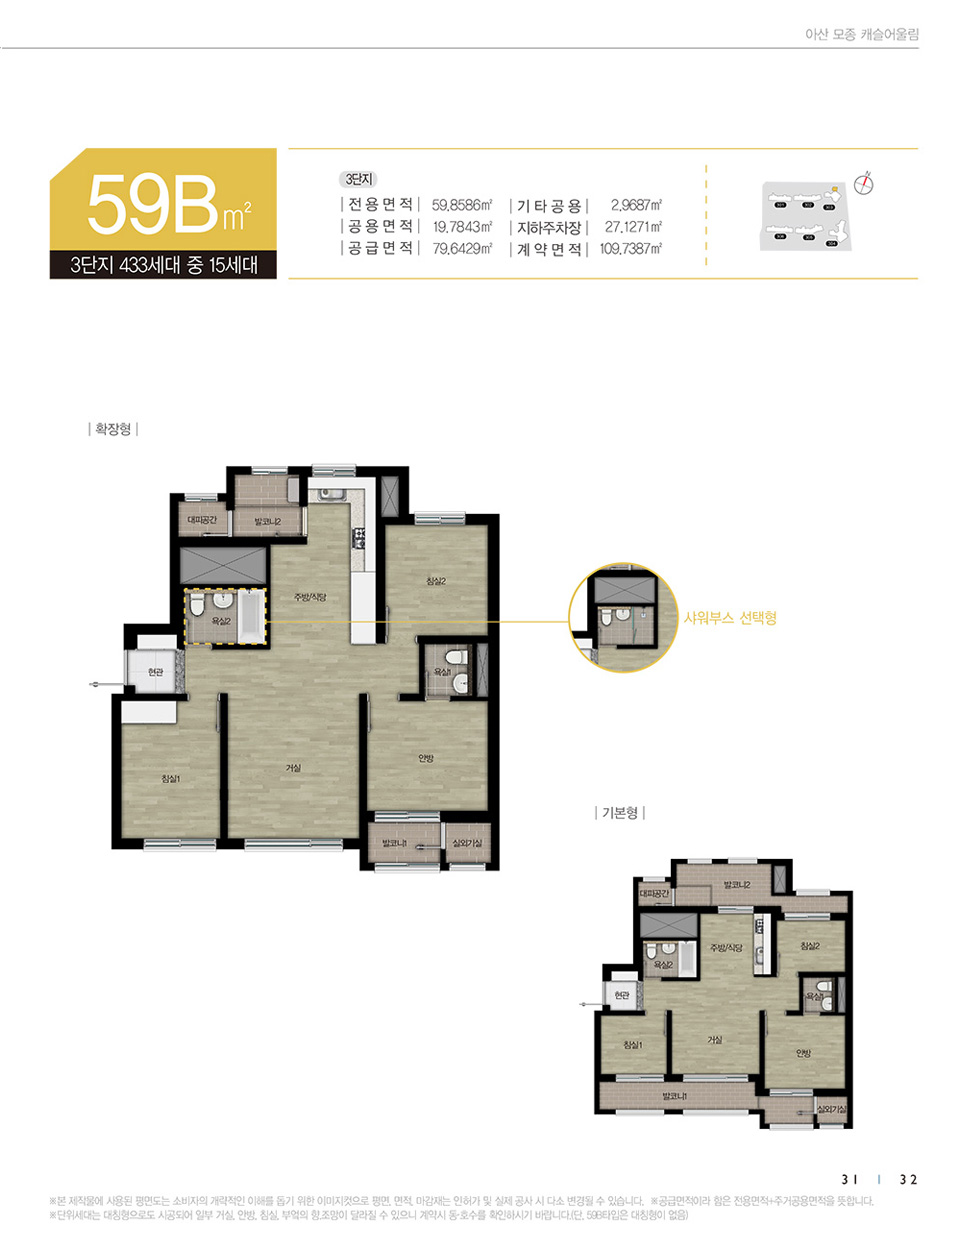 아산 모종 캐슬어울림
59B㎡
3단지 433세대 중 15세대
3단지
| 전용면적 | 59.8586㎡ | 기타공용 | 2.9687㎡
| 공용면적 | 19.7843㎡ | 지하주차장 | 27.1271㎡
| 공급면적 | 79.6429㎡ | 계약면적 | 109.7387㎡
N
301 302 303
306 305 304
| 확장형 |
대피공간 발코니2
침실2
주방/식당
욕실2
샤워부스 선택형
현관
욕실1
안방
거실
침실1
발코니1 실외기실
| 기본형 |
발코니2
대피공간
주방/식당 침실2
욕실2
현관
욕실1
거실
침실1
안방
발코니1
실외기실
31 | 32
※본 제작물에 사용된 평면도는 소비자의 개략적인 이해를 돕기 위한 이미지컷으로 평면, 면적, 마감재는 인허가 및 실제 공사 시 다소 변경될 수 있습니다. ※공급면적이라 함은 전용면적+주거공용면적을 뜻합니다.
※단위세대는 대칭형으로도 시공되어 일부 거실, 안방, 침실, 부엌의 향,조망이 달라질 수 있으니 계약시 동·호수를 확인하시기 바랍니다.(단, 59B타입은 대칭형이 없음)